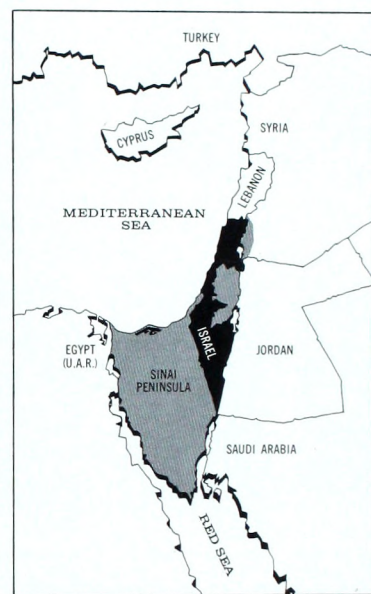 TURKEY
CYPRUS
SYRIA
LEBANON
MEDITERRANEAN
SEA
ISRAEL
EGYPT
(U.A.R.)
JORDAN
SINAI
PENINSULA
SAUDI ARABIA
RED SEA